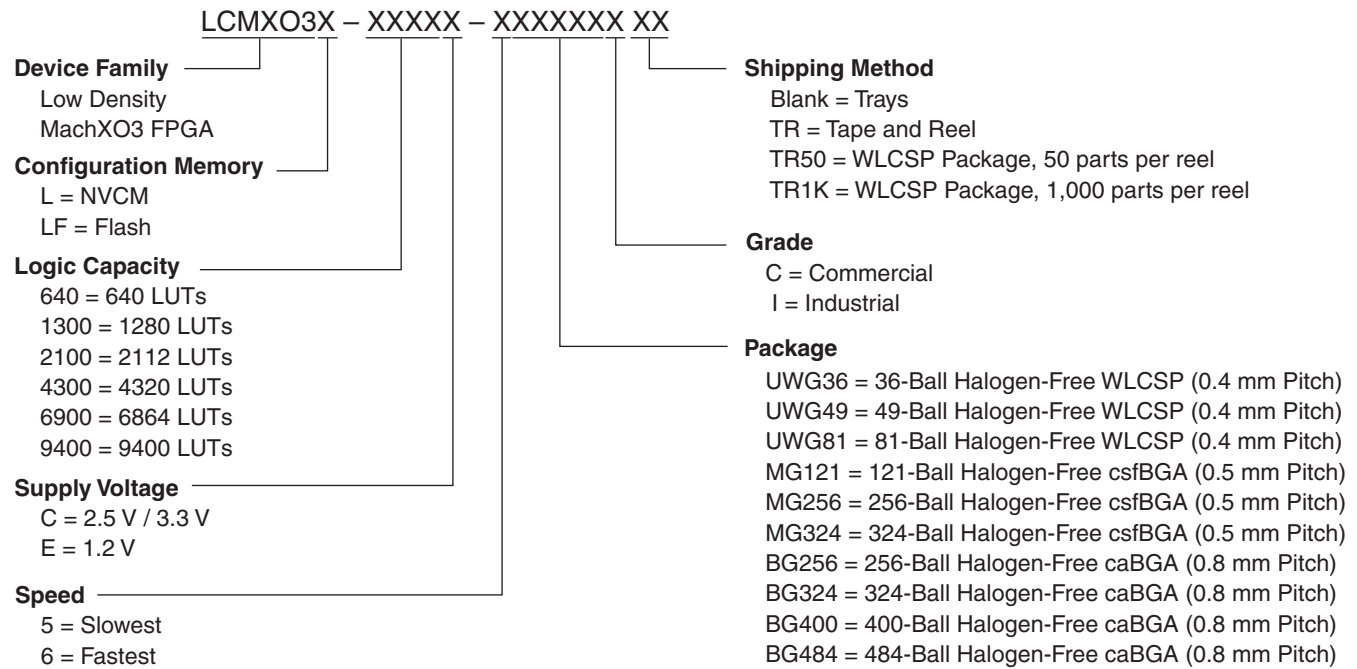 LCMXO3X – XXXXX – XXXXXXX XX
Device Family
Low Density
MachXO3 FPGA
Configuration Memory
L = NVCM
LF = Flash
Logic Capacity
640 = 640 LUTs
1300 = 1280 LUTs
2100 = 2112 LUTs
4300 = 4320 LUTs
6900 = 6864 LUTs
9400 = 9400 LUTs
Supply Voltage
C = 2.5 V / 3.3 V
E = 1.2 V
Speed
5 = Slowest
6 = Fastest
Shipping Method
Blank = Trays
TR = Tape and Reel
TR50 = WLCSP Package, 50 parts per reel
TR1K = WLCSP Package, 1,000 parts per reel
Grade
C = Commercial
I = Industrial
Package
UWG36 = 36-Ball Halogen-Free WLCSP (0.4 mm Pitch)
UWG49 = 49-Ball Halogen-Free WLCSP (0.4 mm Pitch)
UWG81 = 81-Ball Halogen-Free WLCSP (0.4 mm Pitch)
MG121 = 121-Ball Halogen-Free csfBGA (0.5 mm Pitch)
MG256 = 256-Ball Halogen-Free csfBGA (0.5 mm Pitch)
MG324 = 324-Ball Halogen-Free csfBGA (0.5 mm Pitch)
BG256 = 256-Ball Halogen-Free caBGA (0.8 mm Pitch)
BG324 = 324-Ball Halogen-Free caBGA (0.8 mm Pitch)
BG400 = 400-Ball Halogen-Free caBGA (0.8 mm Pitch)
BG484 = 484-Ball Halogen-Free caBGA (0.8 mm Pitch)